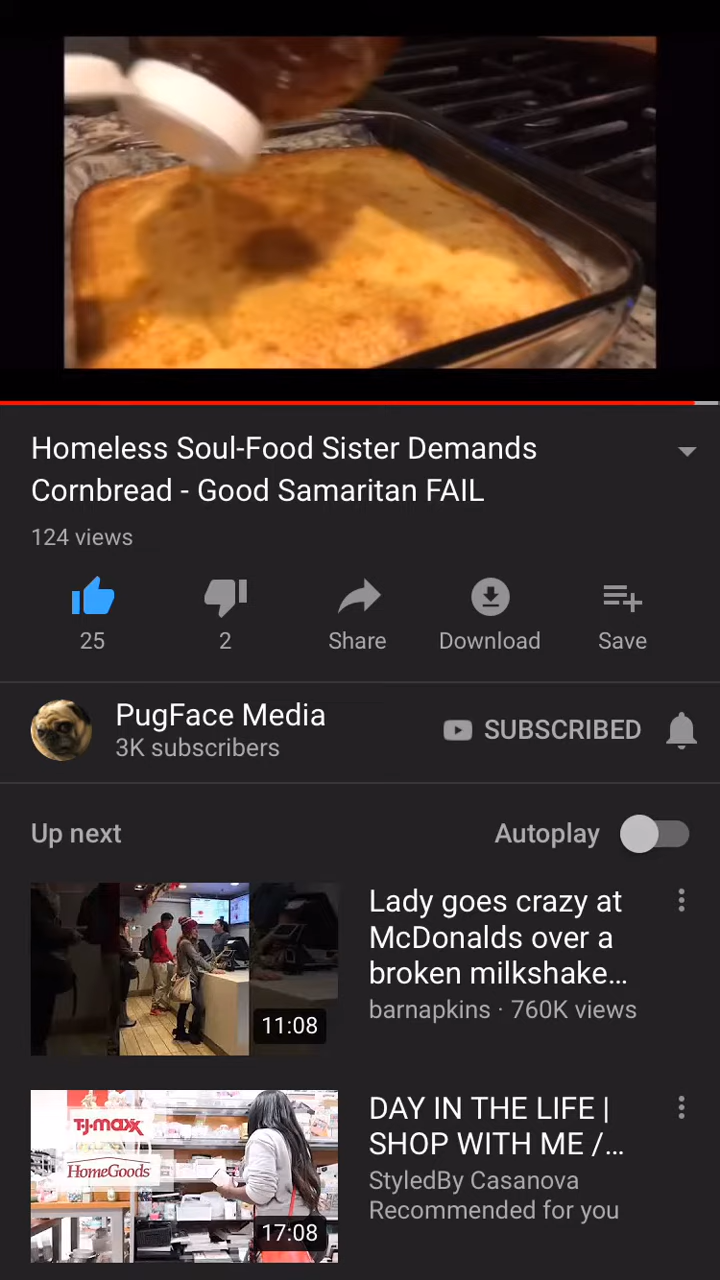 Homeless Soul-Food Sister Demands
Cornbread - Good Samaritan FAIL
124 views
25
2
Share
Download
Save
PugFace Media
3K subscribers
SUBSCRIBED
Up next
Autoplay
Lady goes crazy at
McDonalds over a
broken milkshake...
barnapkins · 760K views
11:08
DAY IN THE LIFE |
SHOP WITH ME /...
StyledBy Casanova
Recommended for you
T.J.maxx
HomeGoods
17:08